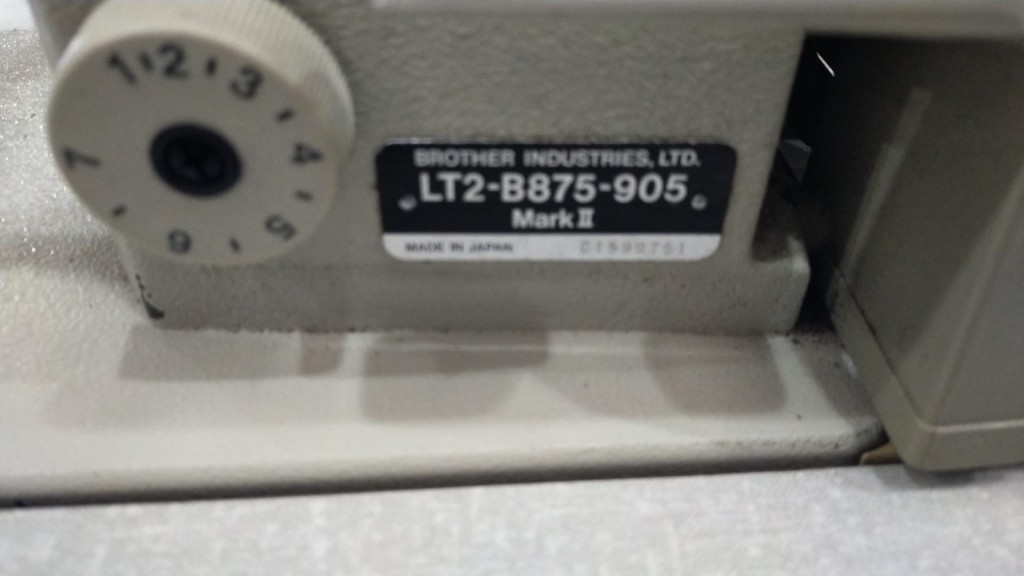 1 2 3 4 5 6 7
BROTHER INDUSTRIES, LTD.
LT2-B875-905
Mark II
MADE IN JAPAN